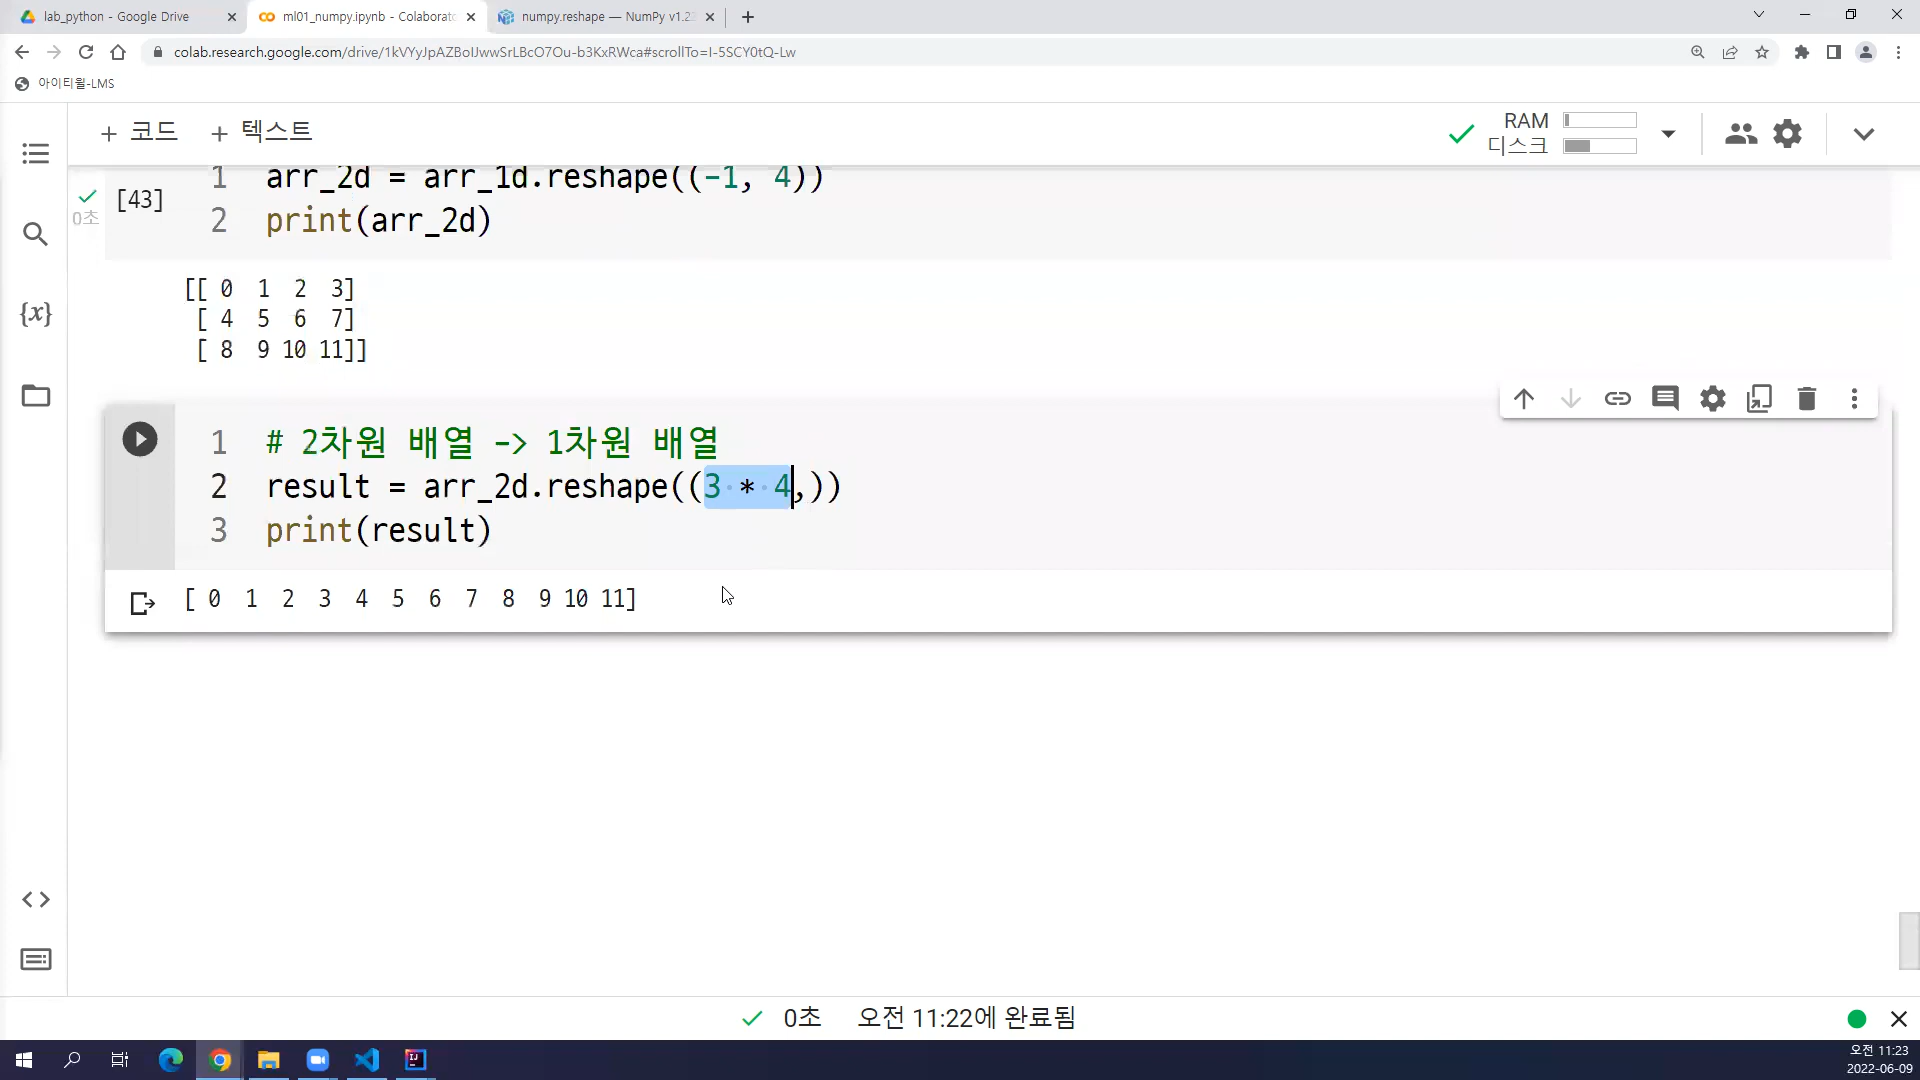 lab_python - Google Drive
ml01_numpy.ipynb - Colaborato
numpy.reshape — NumPy v1.22
colab.research.google.com/drive/1kVYyJpAZBoIJwwSrLBcO7Ou-b3KxRWca#scrollTo=I-5SCY0tQ-Lw
아이티윌-LMS
+ 코드 + 텍스트
RAM
디스크
[43]
0초
1 arr_2d = arr_1d.reshape((-1, 4))
2 print(arr_2d)
[[ 0 1 2 3]
[ 4 5 6 7]
[ 8 9 10 11]]
1 # 2차원 배열 -> 1차원 배열
2 result = arr_2d.reshape((3 * 4,))
3 print(result)
[ 0 1 2 3 4 5 6 7 8 9 10 11]
0초 오전 11:22에 완료됨
오전 11:23
2022-06-09